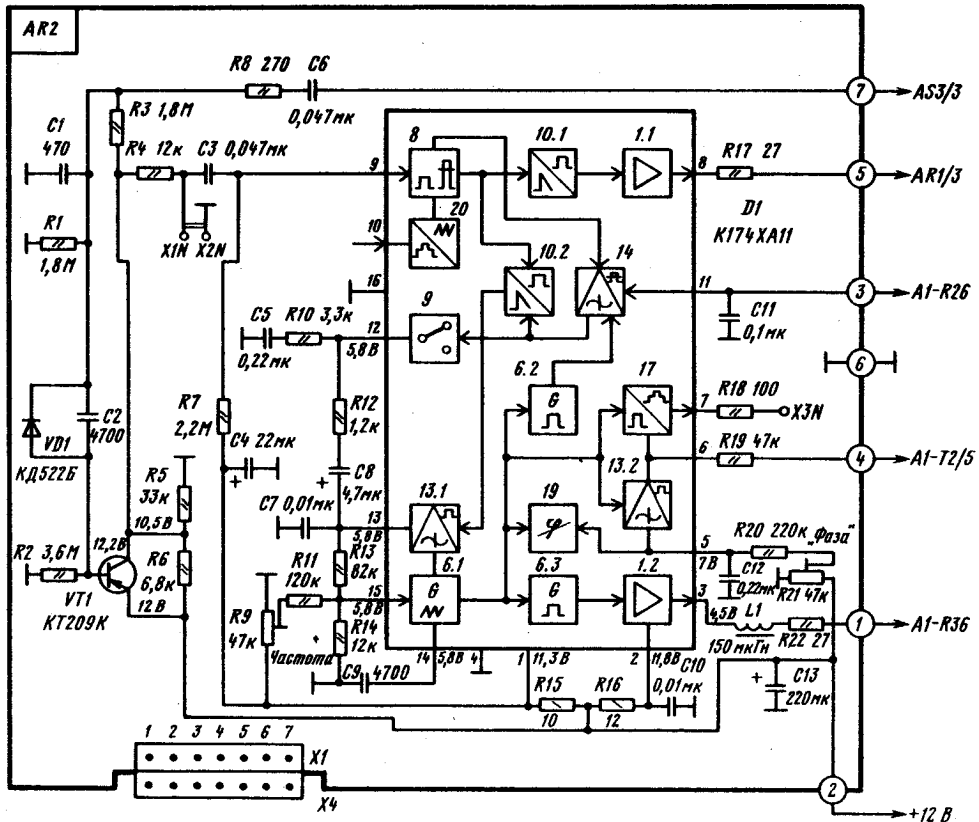 AR2
R8 270
C6
0,047мк
7
AS3/3
R3 1,8М
C1
470
R4 12к
C3 0,047мк
9
8
10.1
1.1
8
R17 27
5
AR1/3
R1
1,8М
X1N
X2N
10
20
10.2
14
D1
К174ХА11
16
11
3
A1-R26
C11
0,1мк
C5
R10 3,3к
12
9
0,22мк
5,8В
6
6.2
17
G
7
R18 100
X3N
R12
1,2к
R7
2,2М
C2
4700
VD1
КД522Б
C4 22мк
+
6
R19 47к
4
A1-T2/5
13.2
C8
4,7мк
R5
33к
C7 0,01мк
13
13.1
19
φ
10,5В
5,8В
5
R20 220к
"Фаза"
R2 3,6М
12,2В
R6
6,8к
R11
120к
R13
82к
6.1
6.3
1.2
7В
C12
0,22мк
R21 47к
VT1
КТ209К
12В
R9
47к
15
5,8В
G
G
3
4,5В
L1
1
A1-R36
R14
12к
150мкГн
R22 27
Частота
+
14
5,8В
4
1
11,3В
2
11,8В
C10
0,01мк
C9
4700
+
C13
220мк
R15
10
R16
12
1 2 3 4 5 6 7
X1
X4
2
+12В